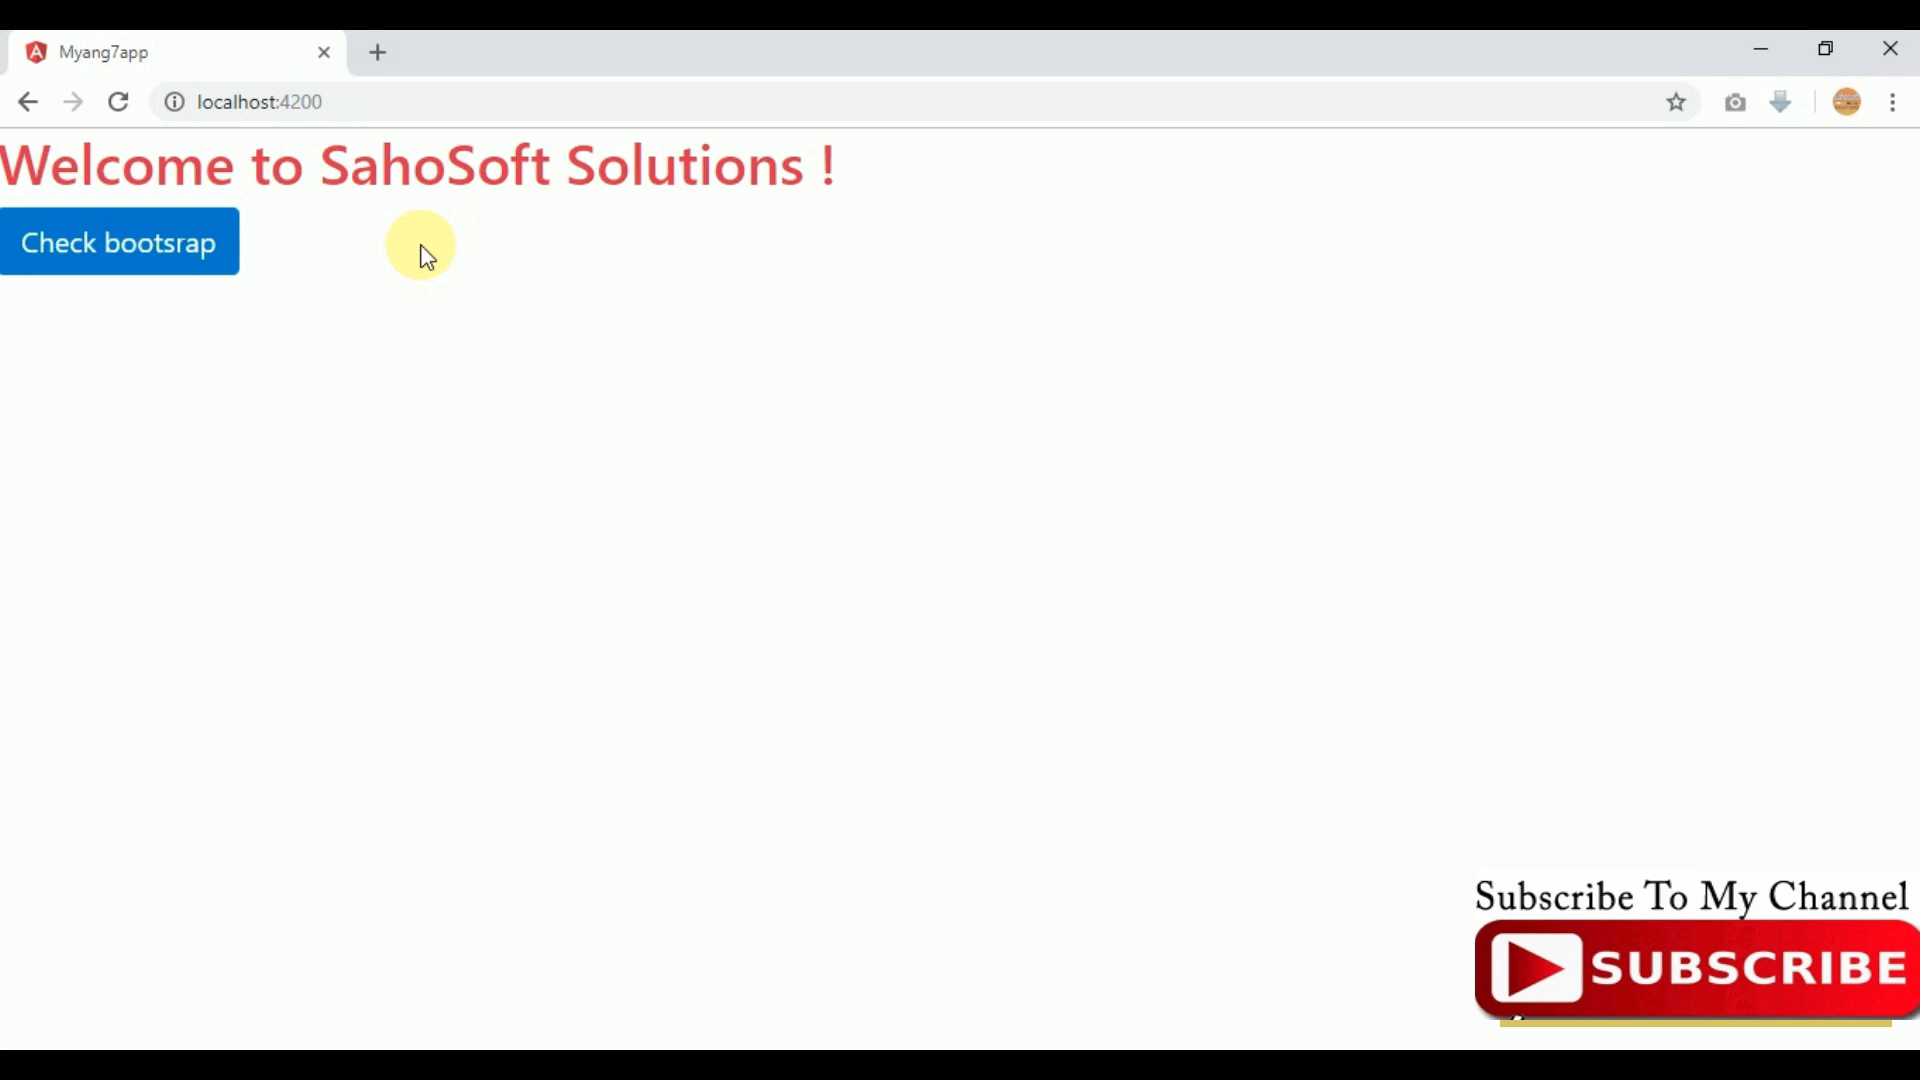 Myang7app
localhost:4200
Welcome to SahoSoft Solutions !
Check bootsrap
Subscribe To My Channel
SUBSCRIBE